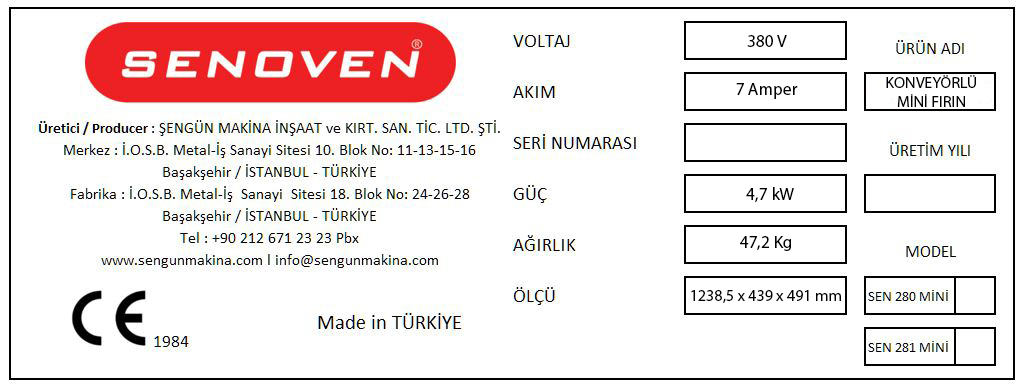 SENOVEN®
Üretici / Producer : ŞENGÜN MAKİNA İNŞAAT ve KIRT. SAN. TİC. LTD. ŞTİ.
Merkez : İ.O.S.B. Metal-İş Sanayi Sitesi 10. Blok No: 11-13-15-16
Başakşehir / İSTANBUL - TÜRKİYE
Fabrika : İ.O.S.B. Metal-İş Sanayi Sitesi 18. Blok No: 24-26-28
Başakşehir / İSTANBUL - TÜRKİYE
Tel : +90 212 671 23 23 Pbx
www.sengunmakina.com l info@sengunmakina.com
CE 1984
Made in TÜRKİYE
VOLTAJ 380 V
AKIM 7 Amper
SERİ NUMARASI
GÜÇ 4,7 kW
AĞIRLIK 47,2 Kg
ÖLÇÜ 1238,5 x 439 x 491 mm
ÜRÜN ADI
KONVEYÖRLÜ
MİNİ FIRIN
ÜRETİM YILI
MODEL
SEN 280 MİNİ
SEN 281 MİNİ